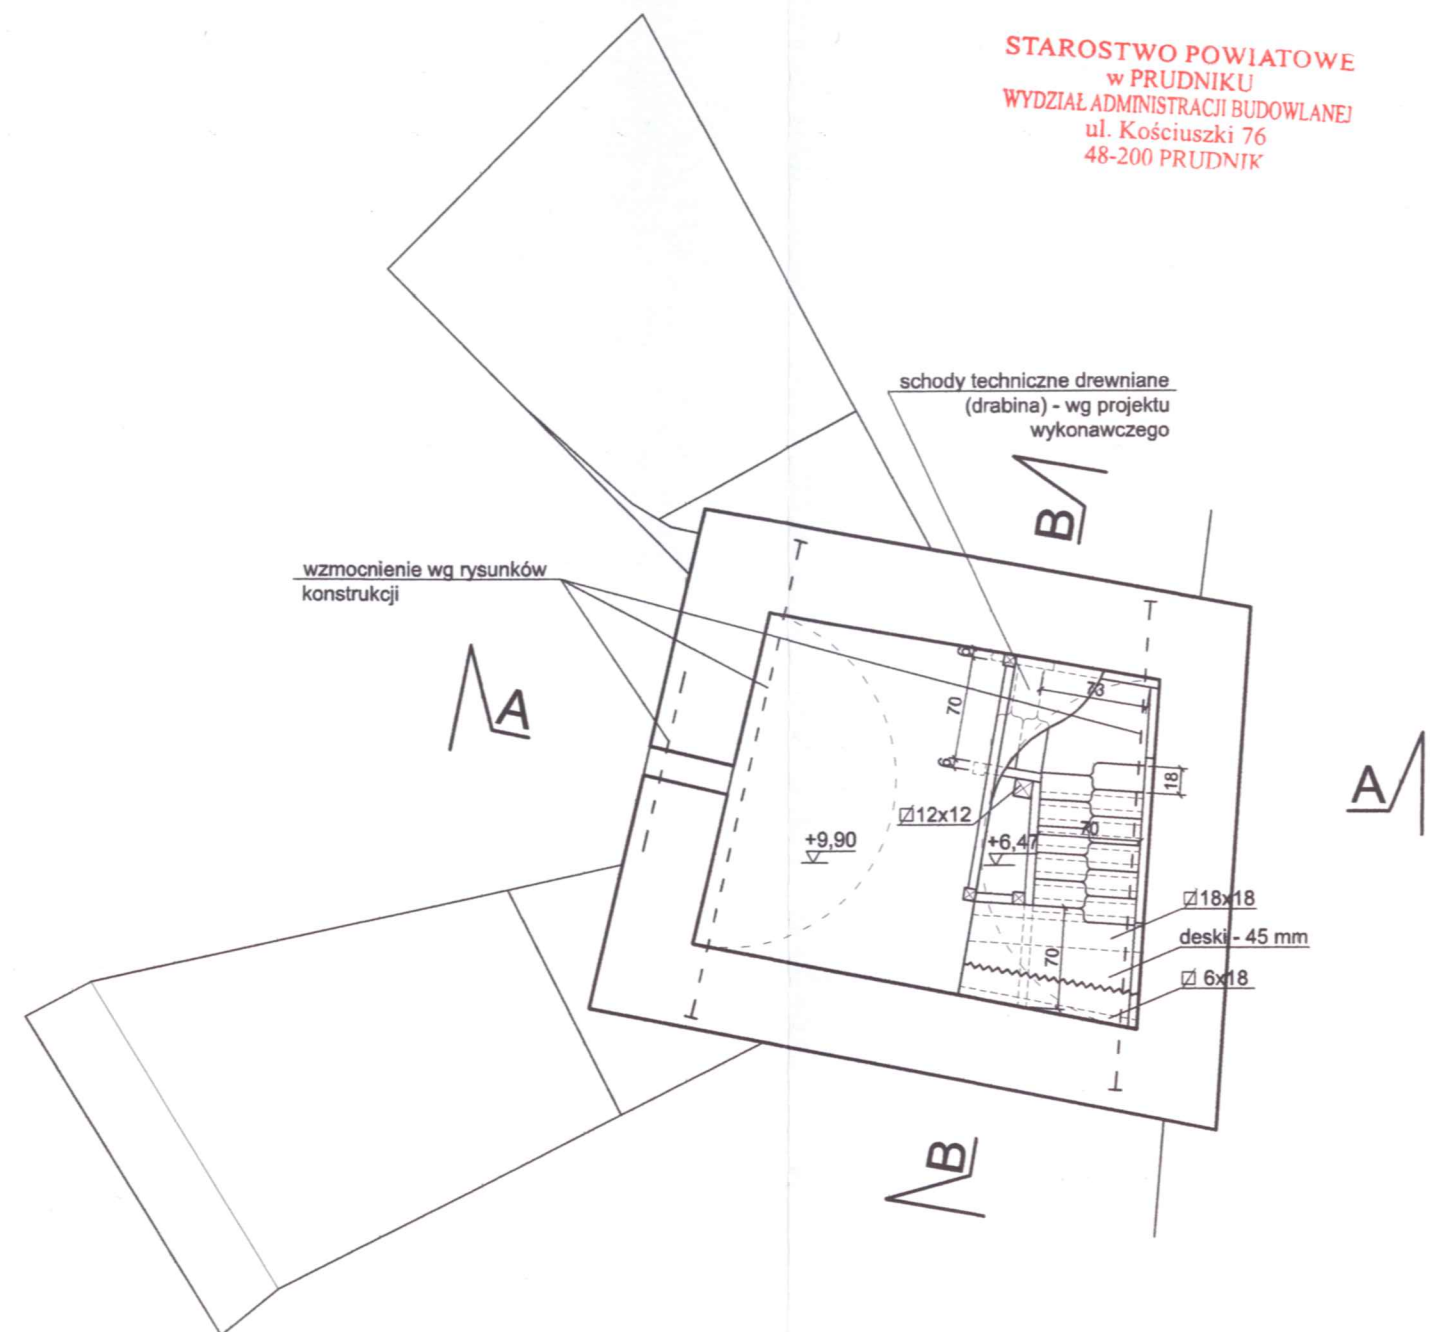 STAROSTWO POWIATOWE
w PRUDNIKU
WYDZIAŁ ADMINISTRACJI BUDOWLANEJ
ul. Kościuszki 76
48-200 PRUDNIK
schody techniczne drewniane
(drabina) - wg projektu
wykonawczego
B
wzmocnienie wg rysunków
konstrukcji
A
6
70
73
6
18
A
12x12
70
+9,90
+6,47
18x18
deski - 45 mm
70
6x18
B